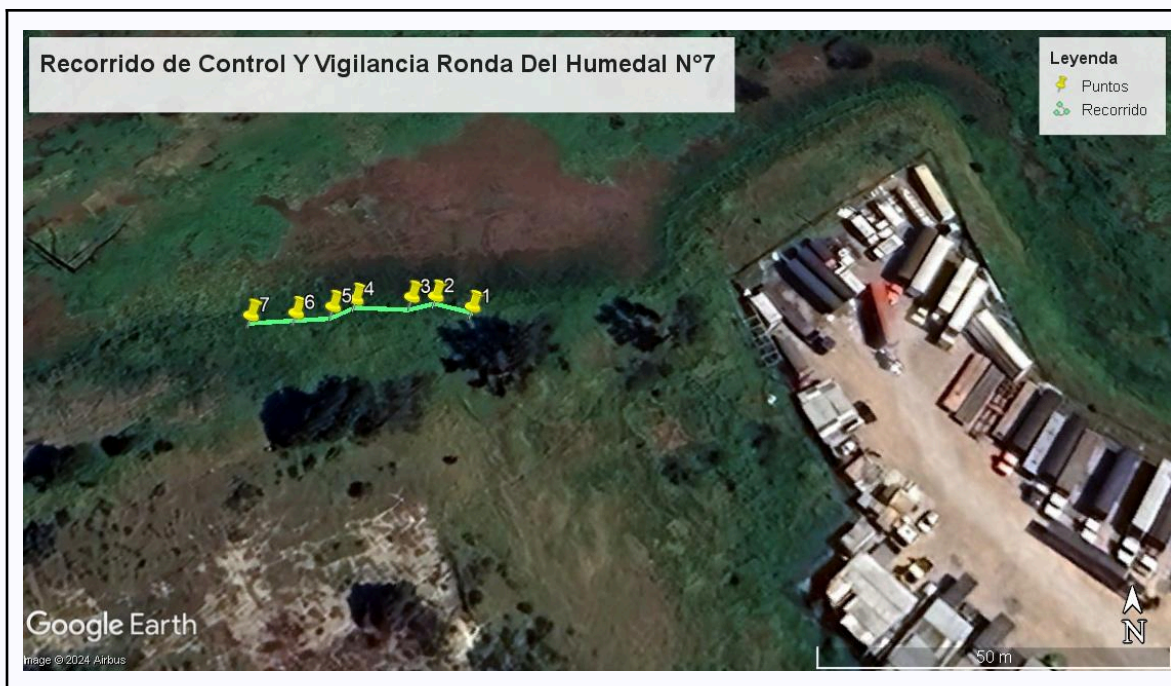 Recorrido de Control Y Vigilancia Ronda Del Humedal N°7
Leyenda
Puntos
Recorrido
7 6 5 4 3 2 1
Google Earth
Image © 2024 Airbus
50 m
N